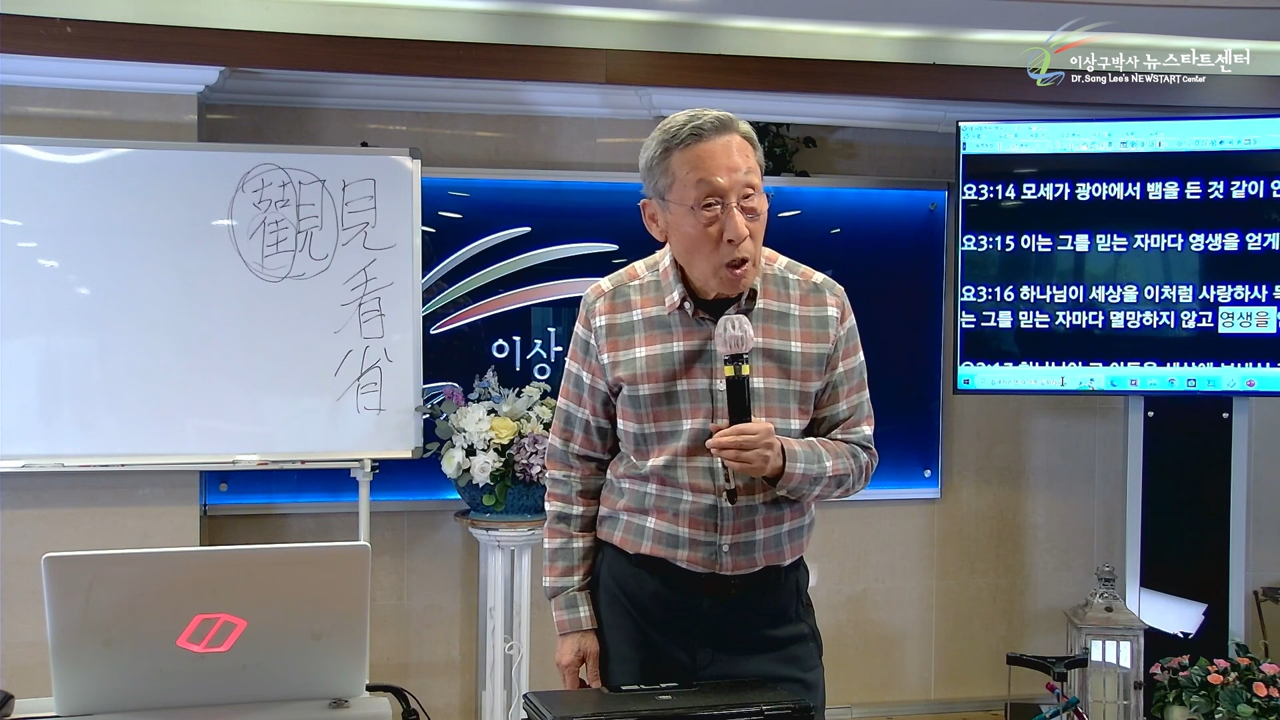 이상구박사 뉴스타트센터
Dr. Sang Lee's NEWSTART Center
觀見
看
省
이상
요3:14 모세가 광야에서 뱀을 든 것 같이
요3:15 이는 그를 믿는 자마다 영생을 얻게
요3:16 하나님이 세상을 이처럼 사랑하사
는 그를 믿는 자마다 멸망하지 않고 영생을